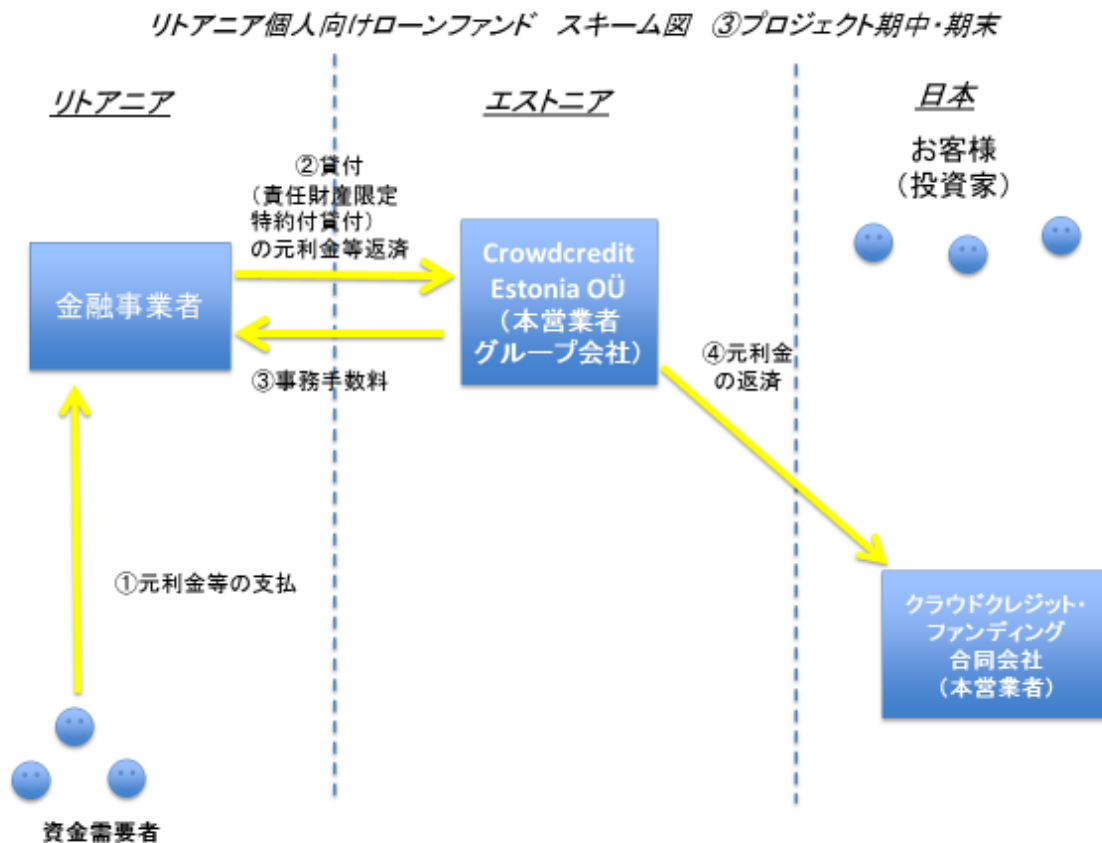 リトアニア個人向けローンファンド　スキーム図　③プロジェクト期中・期末
リトアニア
エストニア
日本
お客様
（投資家）
②貸付
（責任財産限定
特約付貸付）
の元利金等返済
金融事業者
Crowdcredit
Estonia OÜ
（本営業者
グループ会社）
③事務手数料
④元利金
の返済
①元利金等の支払
クラウドクレジット・
ファンディング
合同会社
（本営業者）
資金需要者